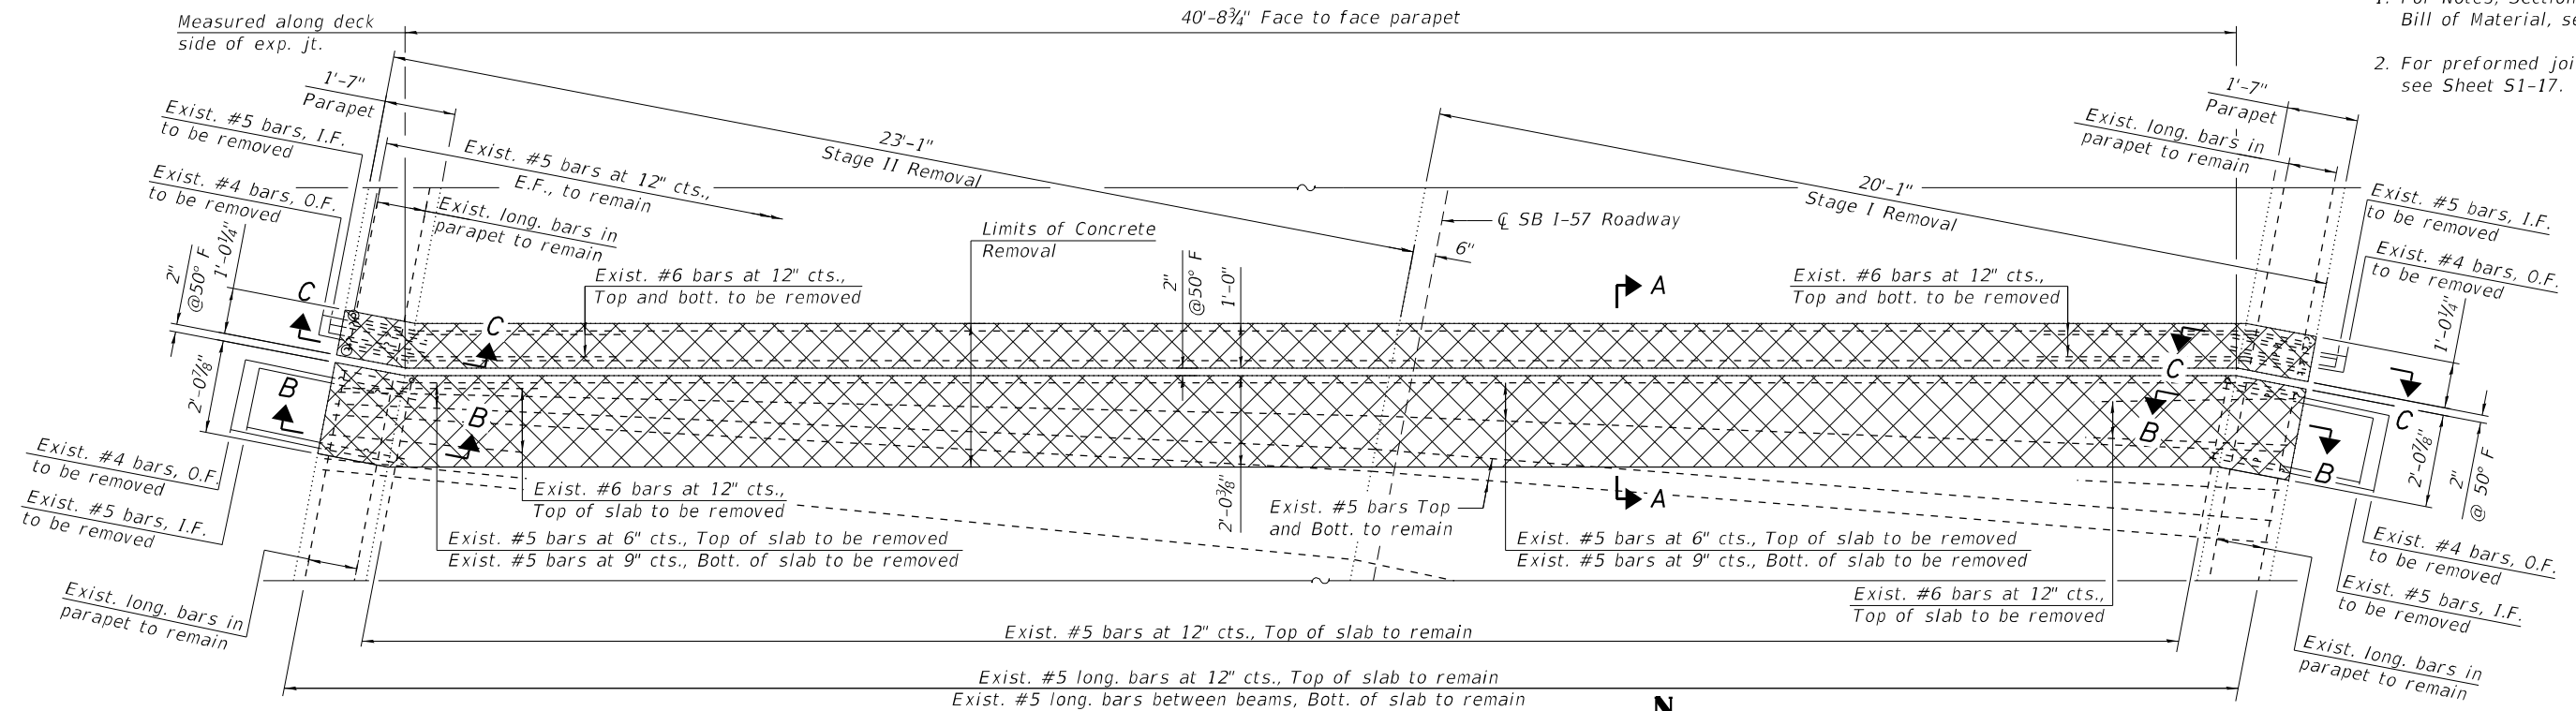 Measured along deck
side of exp. jt.
40'-8¾" Face to face parapet
Bill of Material, se
2. For preformed joi
see Sheet S1-17.
1'-7"
Parapet
Exist. #5 bars, I.F.
to be removed
Exist. #4 bars, O.F.
to be removed
Exist. #5 bars at 12" cts.,
E.F., to remain
Exist. long. bars in
parapet to remain
23'-1"
Stage II Removal
Limits of Concrete
Removal
℄ SB I-57 Roadway
6"
20'-1"
Stage I Removal
1'-7"
Parapet
Exist. long. bars in
parapet to remain
Exist. #5 bars, I.F.
to be removed
Exist. #4 bars, O.F.
to be removed
2"
@50° F
1'-0¼"
2'-0⅞"
Exist. #6 bars at 12" cts.,
Top and bott. to be removed
2"
@50° F
1'-0"
A
Exist. #6 bars at 12" cts.,
Top and bott. to be removed
1'-0¼"
C
C
C
C
B
B
B
B
2'-0⅞"
2"
@ 50° F
Exist. #4 bars, O.F.
to be removed
Exist. #5 bars, I.F.
to be removed
Exist. #6 bars at 12" cts.,
Top of slab to be removed
2'-0⅜"
Exist. #5 bars Top
and Bott. to remain
A
Exist. #5 bars at 6" cts., Top of slab to be removed
Exist. #5 bars at 9" cts., Bott. of slab to be removed
Exist. #5 bars at 6" cts., Top of slab to be removed
Exist. #5 bars at 9" cts., Bott. of slab to be removed
Exist. #4 bars, O.F.
to be removed
Exist. #5 bars, I.F.
to be removed
Exist. long. bars in
parapet to remain
Exist. #6 bars at 12" cts.,
Top of slab to be removed
Exist. long. bars in
parapet to remain
Exist. #5 bars at 12" cts., Top of slab to remain
Exist. #5 long. bars at 12" cts., Top of slab to remain
Exist. #5 long. bars between beams, Bott. of slab to remain
N